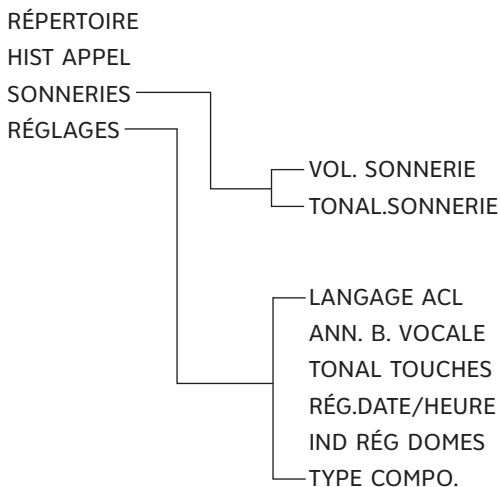 RÉPERTOIRE
HIST APPEL
SONNERIES
RÉGLAGES
VOL. SONNERIE
TONAL.SONNERIE
LANGAGE ACL
ANN. B. VOCALE
TONAL TOUCHES
RÉG.DATE/HEURE
IND RÉG DOMES
TYPE COMPO.